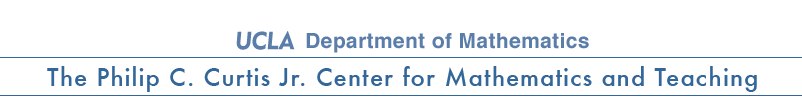 UCLA Department of Mathematics
The Philip C. Curtis Jr. Center for Mathematics and Teaching